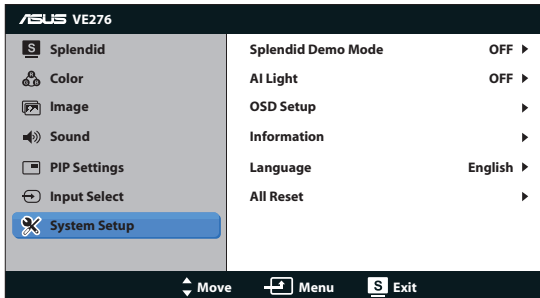 ASUS VE276
S Splendid
Color
Image
Sound
PIP Settings
Input Select
System Setup
Splendid Demo Mode OFF
AI Light OFF
OSD Setup
Information
Language English
All Reset
Move Menu S Exit